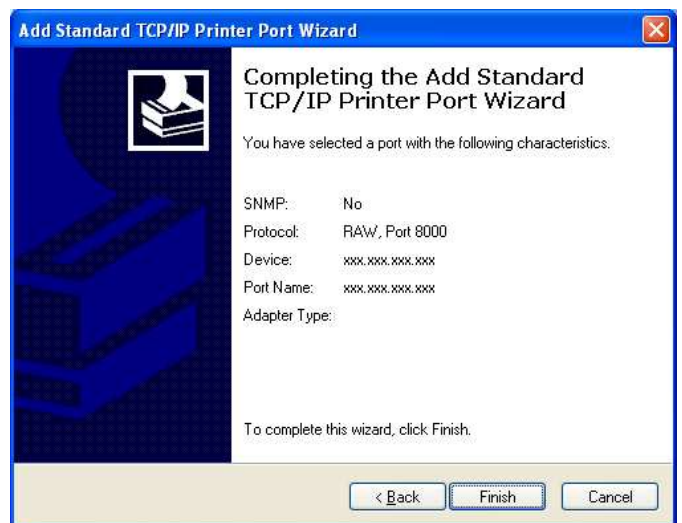 Add Standard TCP/IP Printer Port Wizard
Completing the Add Standard
TCP/IP Printer Port Wizard
You have selected a port with the following characteristics.
SNMP: No
Protocol: RAW, Port 8000
Device: xxx.xxx.xxx.xxx
Port Name: xxx.xxx.xxx.xxx
Adapter Type:
To complete this wizard, click Finish.
< Back Finish Cancel